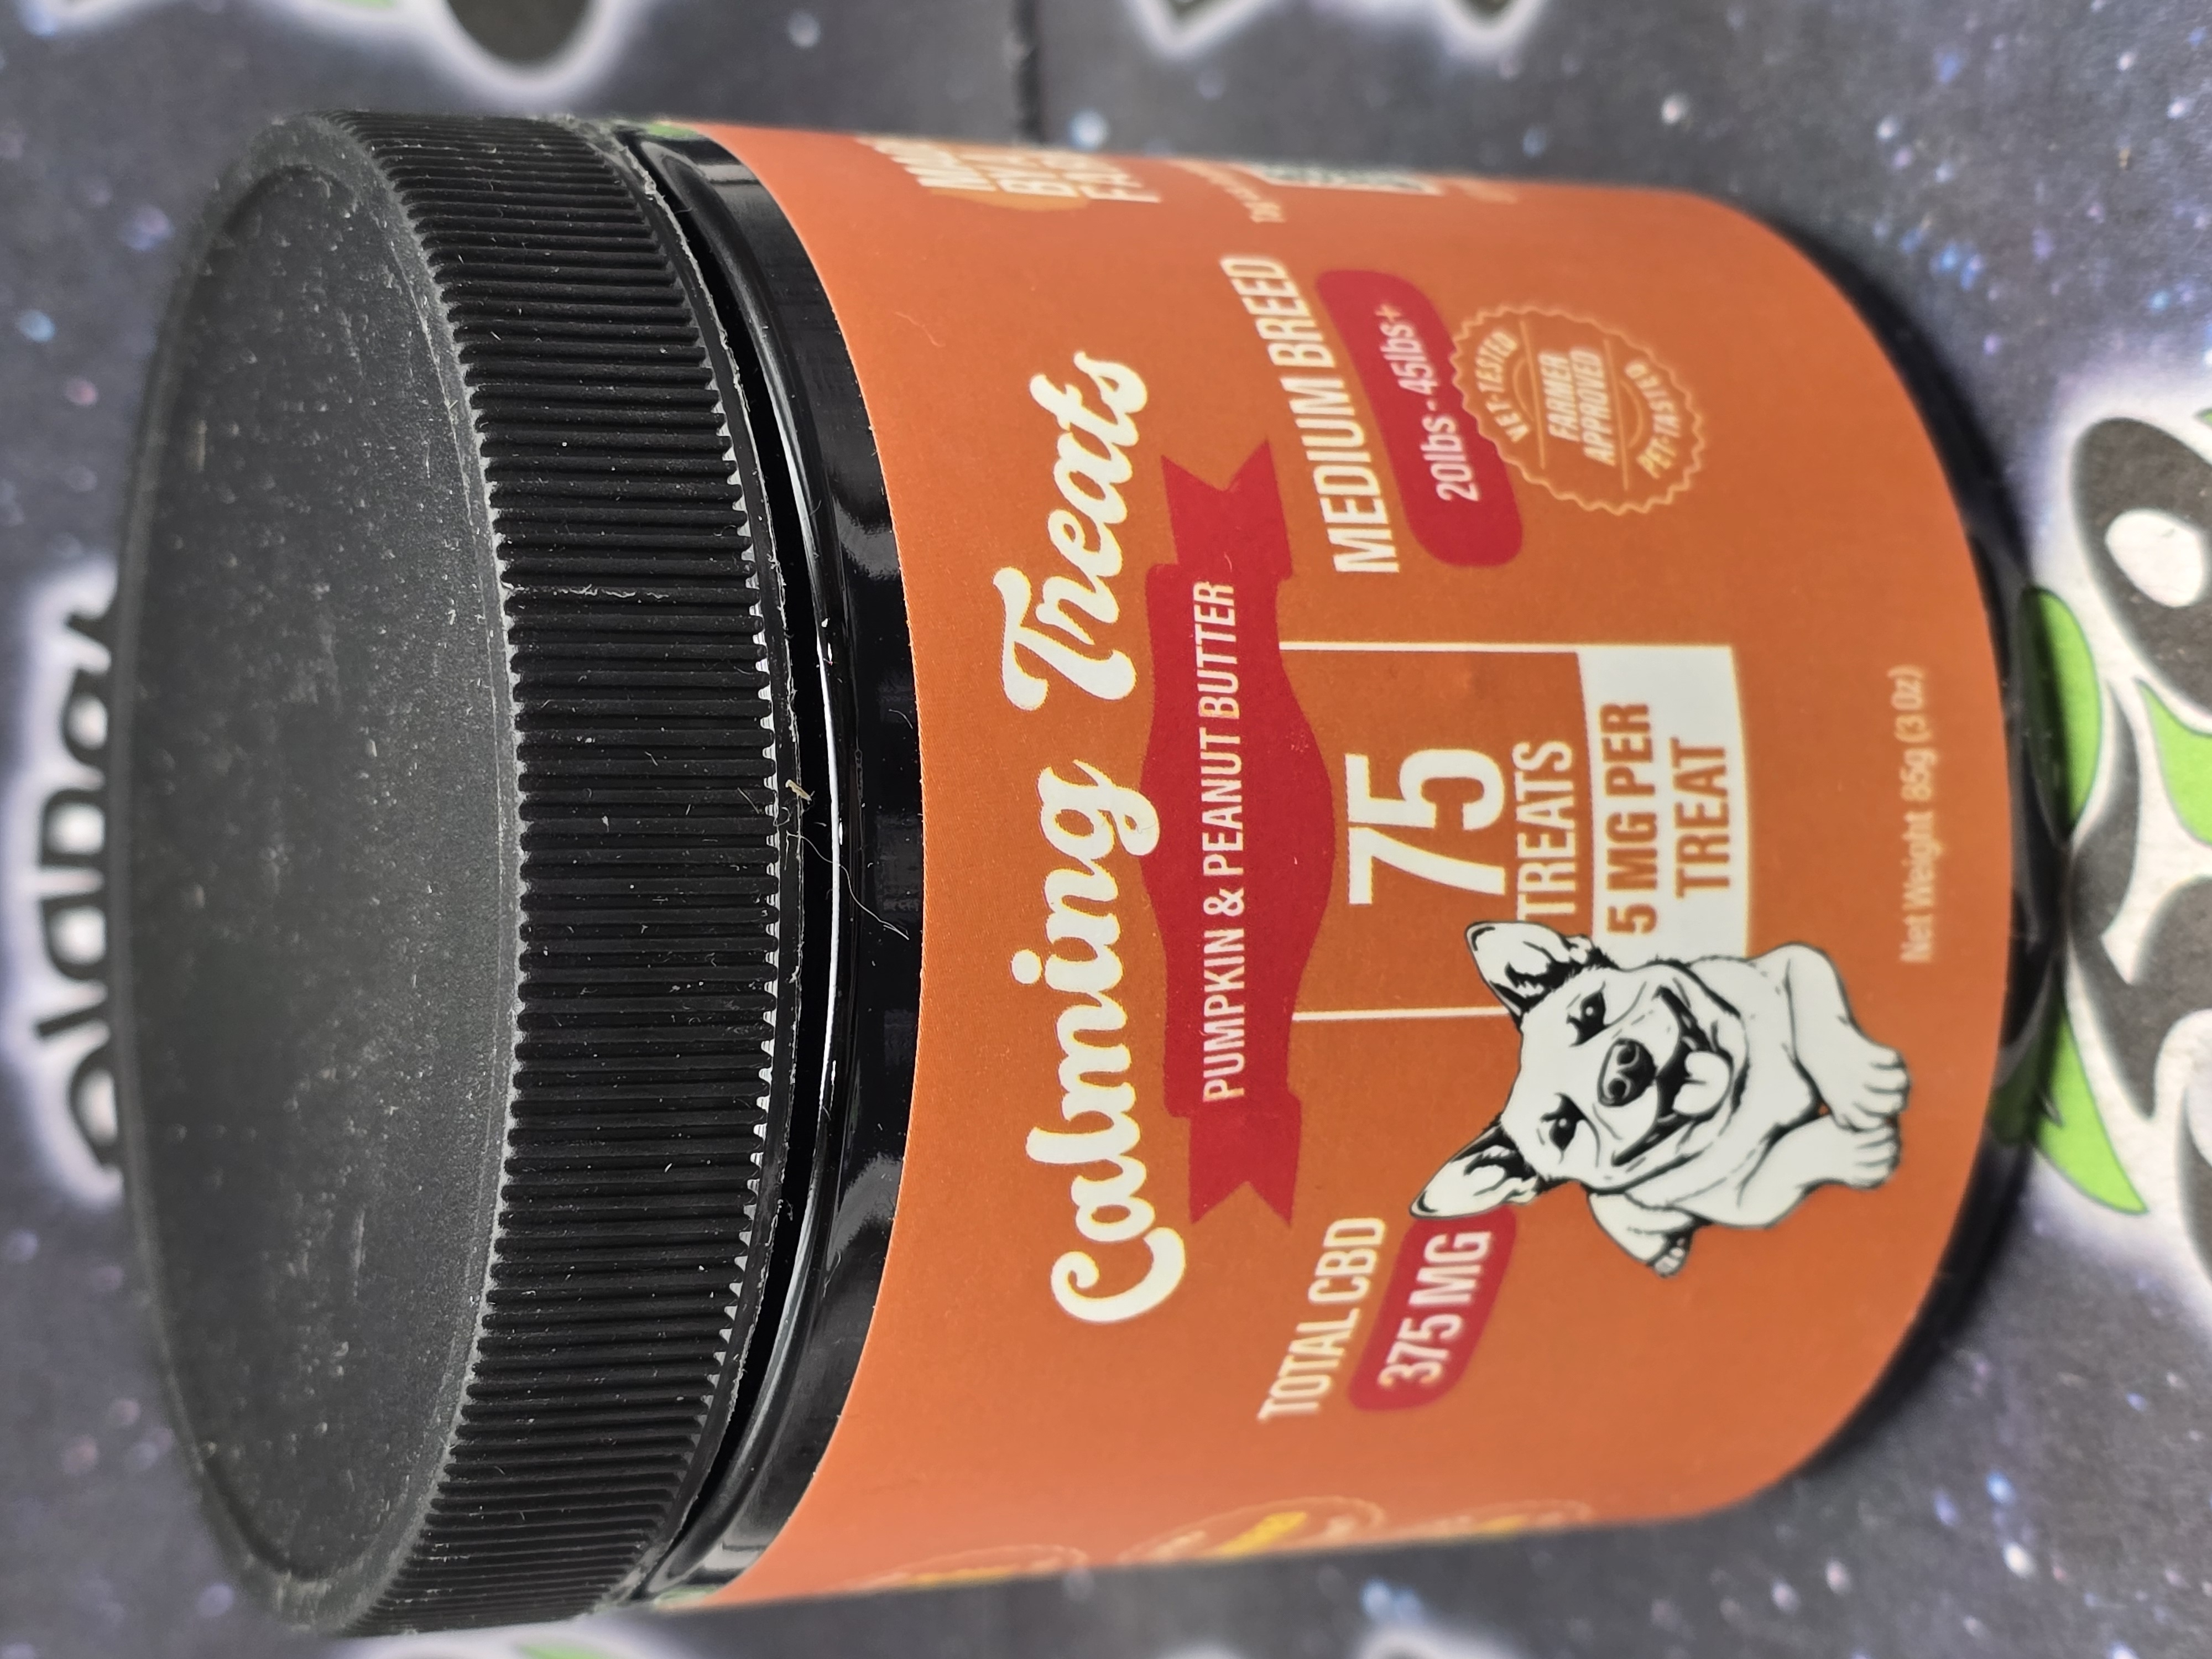 Calming Treats
PUMPKIN & PEANUT BUTTER
TOTAL CBD
375 MG
75
TREATS
5 MG PER
TREAT
MEDIUM BREED
20lbs - 45lbs+
VET-TESTED
FARMER
APPROVED
PET-TASTED
Net Weight 85g (3 Oz)